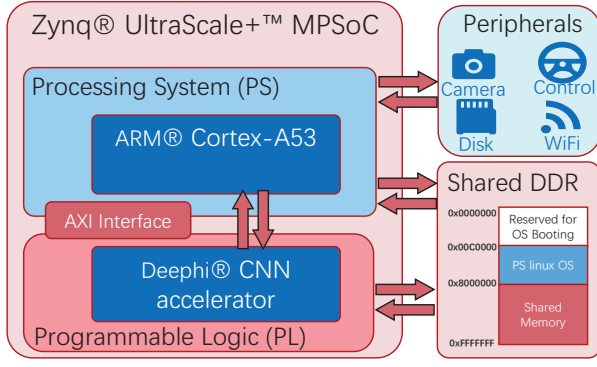 Zynq® UltraScale+™ MPSoC
Processing System (PS)
ARM® Cortex-A53
AXI Interface
Deephi® CNN
accelerator
Programmable Logic (PL)
Peripherals
Camera
Control
Disk
WiFi
Shared DDR
0x0000000
Reserved for
OS Booting
0x00C0000
PS linux OS
0x8000000
Shared
Memory
0xFFFFFFF